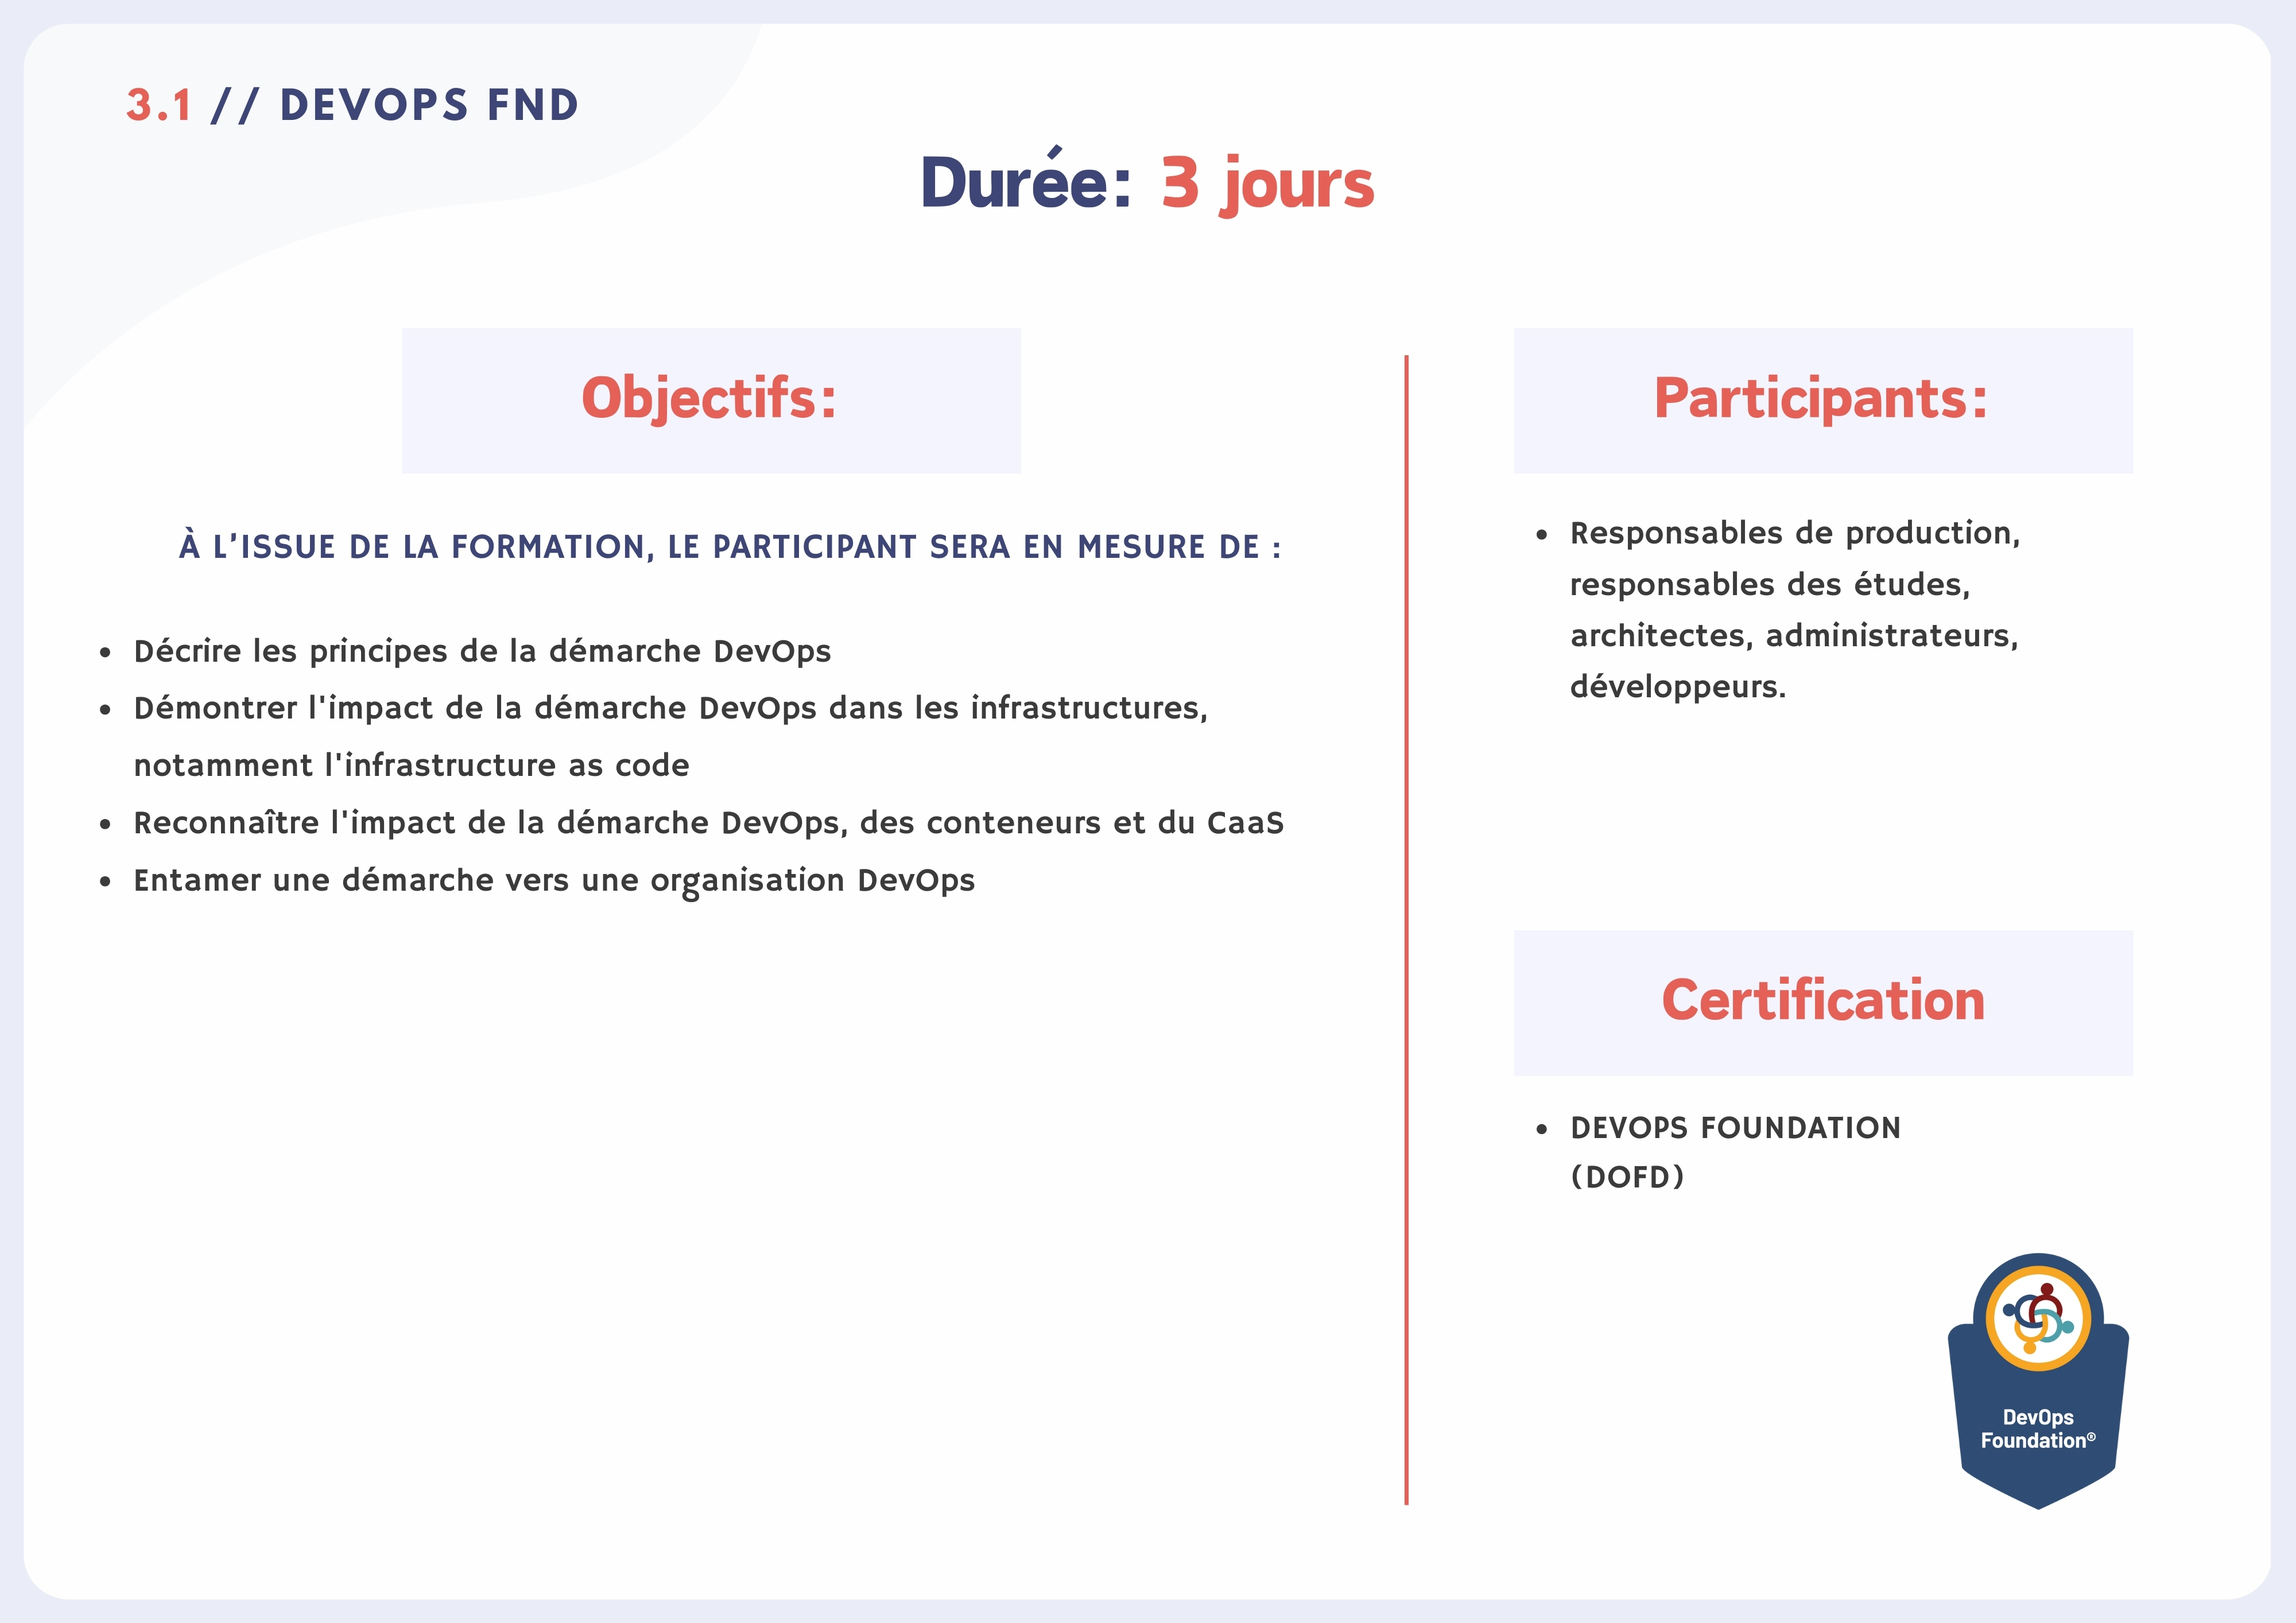 3.1 // DEVOPS FND
Durée: 3 jours
Objectifs:
À L’ISSUE DE LA FORMATION, LE PARTICIPANT SERA EN MESURE DE :
• Décrire les principes de la démarche DevOps
• Démontrer l'impact de la démarche DevOps dans les infrastructures,
notamment l'infrastructure as code
• Reconnaître l'impact de la démarche DevOps, des conteneurs et du CaaS
• Entamer une démarche vers une organisation DevOps
Participants:
• Responsables de production,
responsables des études,
architectes, administrateurs,
développeurs.
Certification
• DEVOPS FOUNDATION
(DOFD)
DevOps
Foundation®